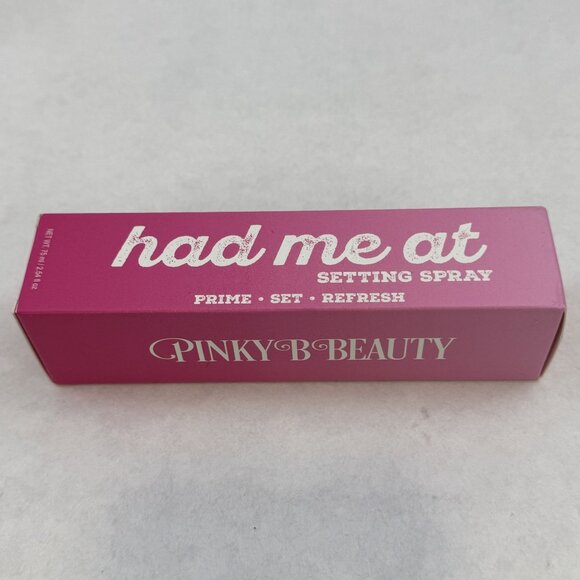 had me at
SETTING SPRAY
PRIME • SET • REFRESH
PINKY B BEAUTY
NET WT. 75 ml / 2.54 fl oz